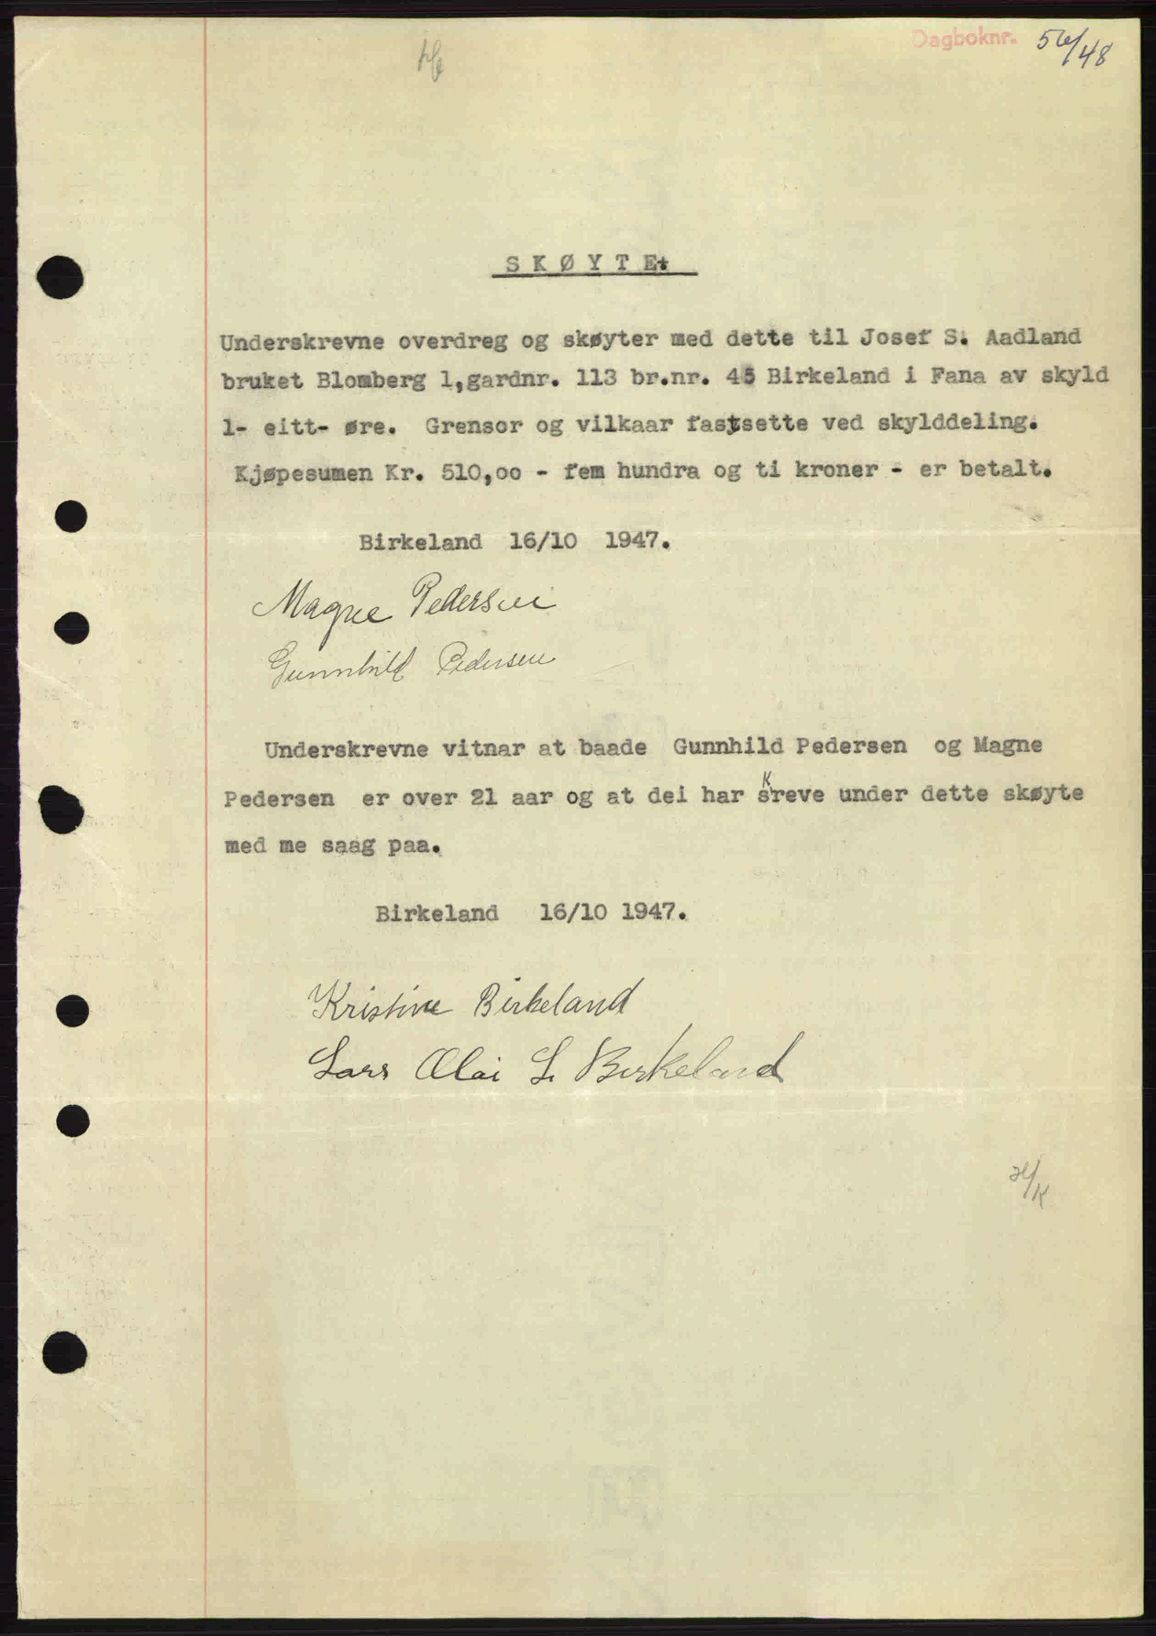 Dagboknr. 56/48
SKØYTE.
Underskrevne overdreg og skøyter med dette til Josef S. Aadland
bruket Blomberg 1,gardnr. 113 br.nr. 45 Birkeland i Fana av skyld
1- eitt- øre. Grensor og vilkaar fastsette ved skylddeling.
Kjøpesumen Kr. 510,oo - fem hundra og ti kroner - er betalt.
Birkeland 16/10 1947.
Magne Pedersen
Gunnhild Pedersen
Underskrevne vitnar at baade Gunnhild Pedersen og Magne
Pedersen er over 21 aar og at dei har skreve under dette skøyte
med me saag paa.
Birkeland 16/10 1947.
Kristine Birkeland
Lars Olai L. Birkeland